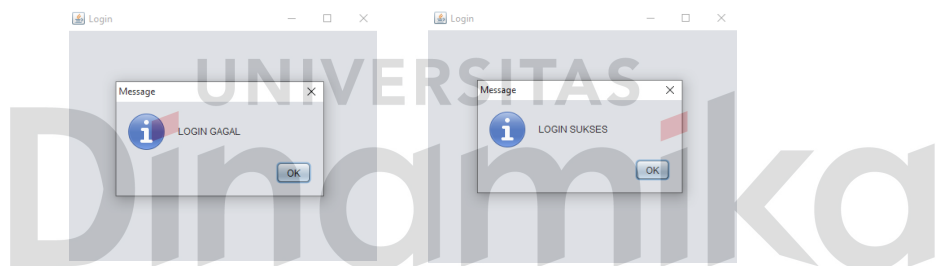 Login
Login
UNIVERSITAS
Message
Message
LOGIN GAGAL
LOGIN SUKSES
OK
OK
Dinamika